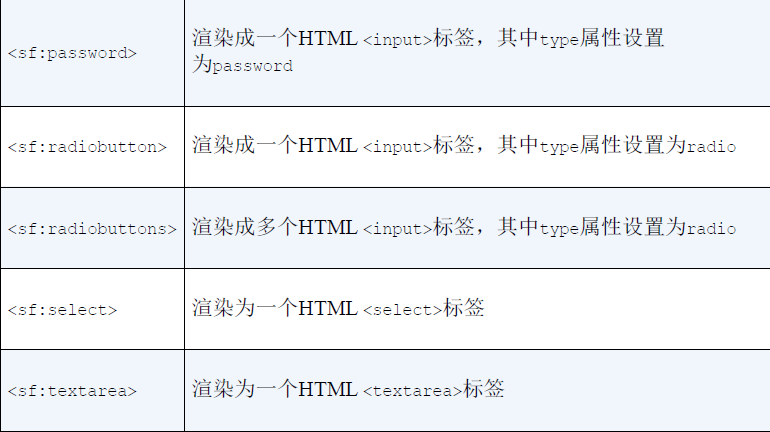 <sf:password>
渲染成一个HTML <input>标签，其中type属性设置
为password
<sf:radiobutton>
渲染成一个HTML <input>标签，其中type属性设置为radio
<sf:radiobuttons>
渲染成多个HTML <input>标签，其中type属性设置为radio
<sf:select>
渲染为一个HTML <select>标签
<sf:textarea>
渲染为一个HTML <textarea>标签